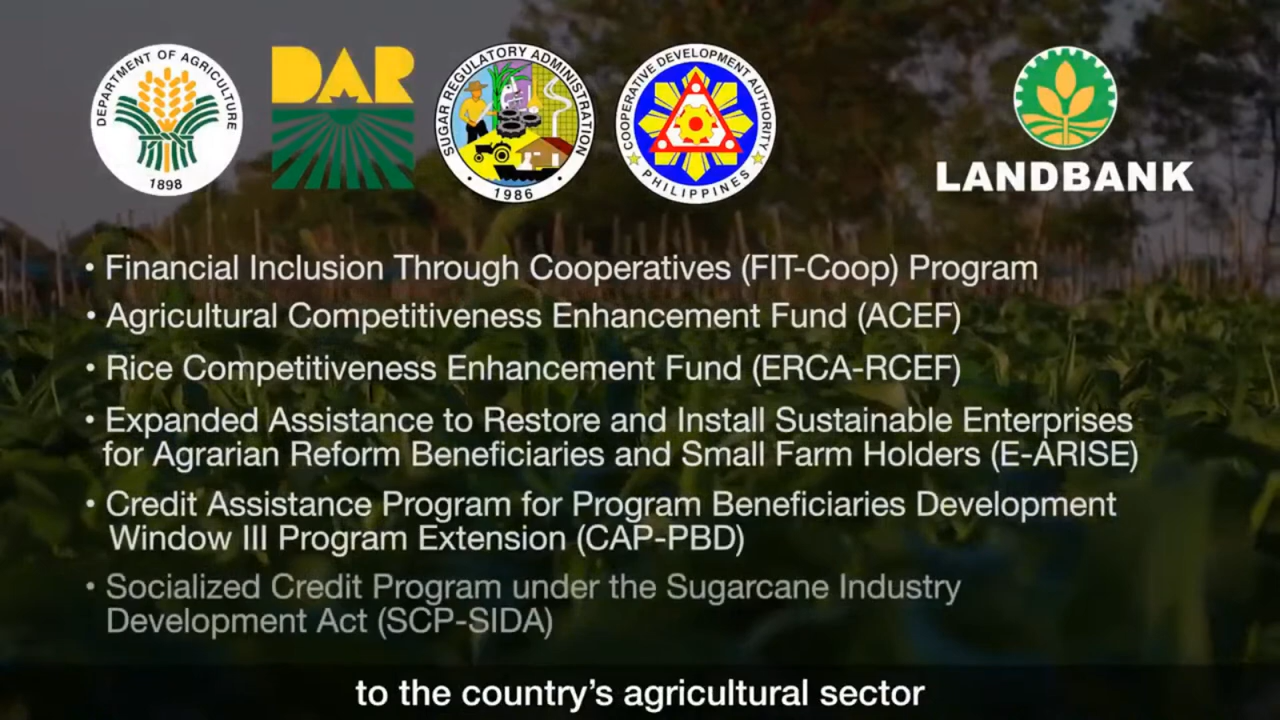 DEPARTMENT OF AGRICULTURE
1898
DAR
SUGAR REGULATORY ADMINISTRATION
1986
COOPERATIVE DEVELOPMENT AUTHORITY
PHILIPPINES
LANDBANK
• Financial Inclusion Through Cooperatives (FIT-Coop) Program
• Agricultural Competitiveness Enhancement Fund (ACEF)
• Rice Competitiveness Enhancement Fund (ERCA-RCEF)
• Expanded Assistance to Restore and Install Sustainable Enterprises
for Agrarian Reform Beneficiaries and Small Farm Holders (E-ARISE)
• Credit Assistance Program for Program Beneficiaries Development
Window III Program Extension (CAP-PBD)
• Socialized Credit Program under the Sugarcane Industry
Development Act (SCP-SIDA)
to the country's agricultural sector